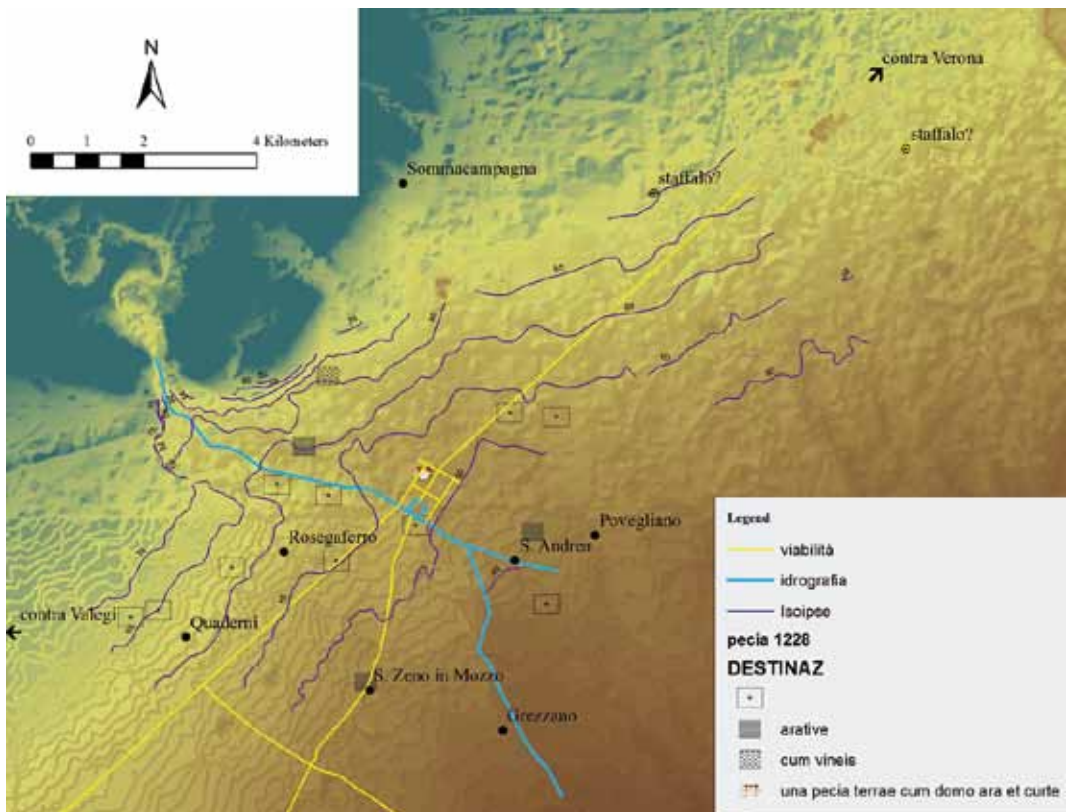 N
0 1 2 4 Kilometers
contra Verona
staffalo?
Sommacampagna
staffalo?
Povegliano
Rosegaferro
S. Andrea
contra Valegi
Quaderni
S. Zeno in Mozzo
Grezzano
Legend
viabilità
idrografia
Isoipse
pecia 1228
DESTINAZ
arative
cum vineis
una pecia terrae cum domo ara et curte